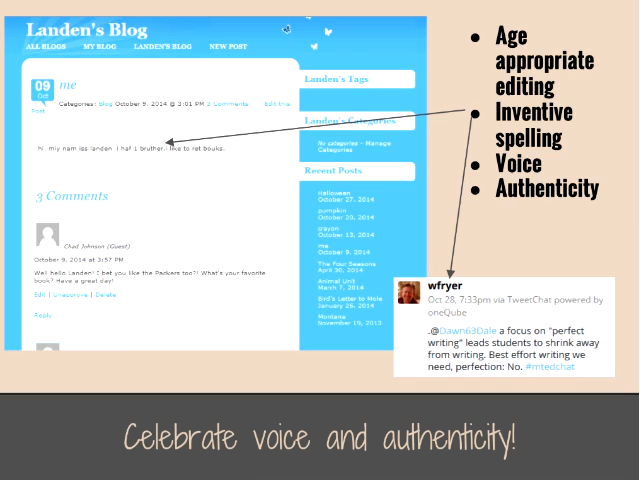 Landen's Blog
ALL BLOGS MY BLOG LANDEN'S BLOG NEW POST
09
Oct
Post
me
Categories: Blog October 9, 2014 @ 3:01 PM 3 Comments Edit this
hi miy nam iss landen i haf 1 bruther.i like to ret bouks.
3 Comments
Chad Johnson (Guest)
October 9, 2014 at 3:57 PM
Well hello Landen! I bet you like the Packers too?! What's your favorite
book? Have a great day!
Edit | Unapprove | Delete
Reply
Landen's Tags
Landen's Categories
No categories - Manage
Categories
Recent Posts
Halloween
October 27, 2014
pumpkin
October 20, 2014
crayon
October 13, 2014
me
October 9, 2014
The Four Seasons
April 30, 2014
Animal Unit
March 7, 2014
Bird's Letter to Mole
January 26, 2014
Montana
November 19, 2013
• Age
appropriate
editing
• Inventive
spelling
• Voice
• Authenticity
wfryer
Oct 28, 7:33pm via TweetChat powered by
oneQube
.@Dawn63Dale a focus on "perfect
writing" leads students to shrink away
from writing. Best effort writing we
need, perfection: No. #mtedchat
Celebrate voice and authenticity!